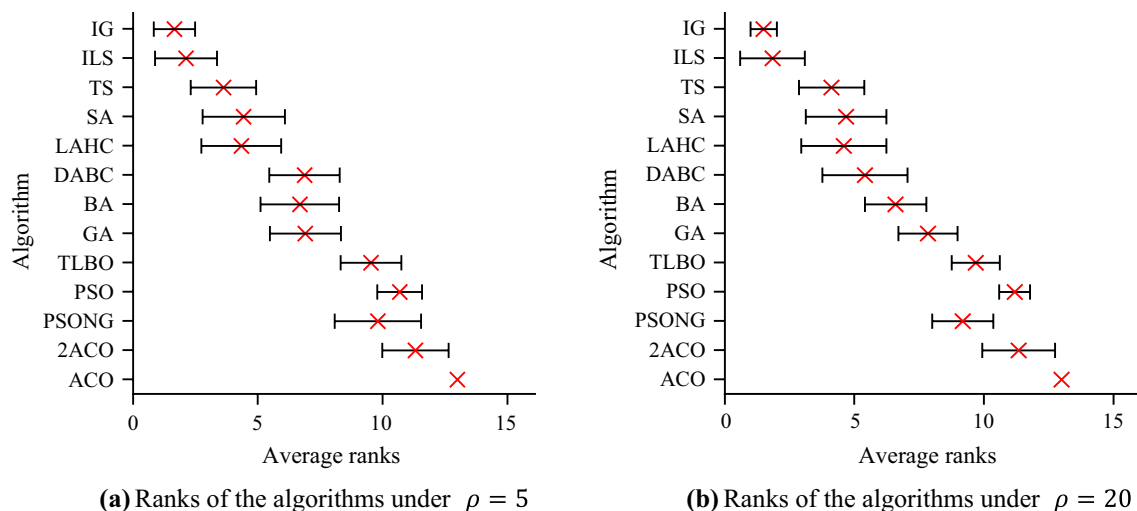 Algorithm
IG
ILS
TS
SA
LAHC
DABC
BA
GA
TLBO
PSO
PSONG
2ACO
ACO
0 5 10 15
Average ranks
(a) Ranks of the algorithms under ρ = 5
Algorithm
IG
ILS
TS
SA
LAHC
DABC
BA
GA
TLBO
PSO
PSONG
2ACO
ACO
0 5 10 15
Average ranks
(b) Ranks of the algorithms under ρ = 20